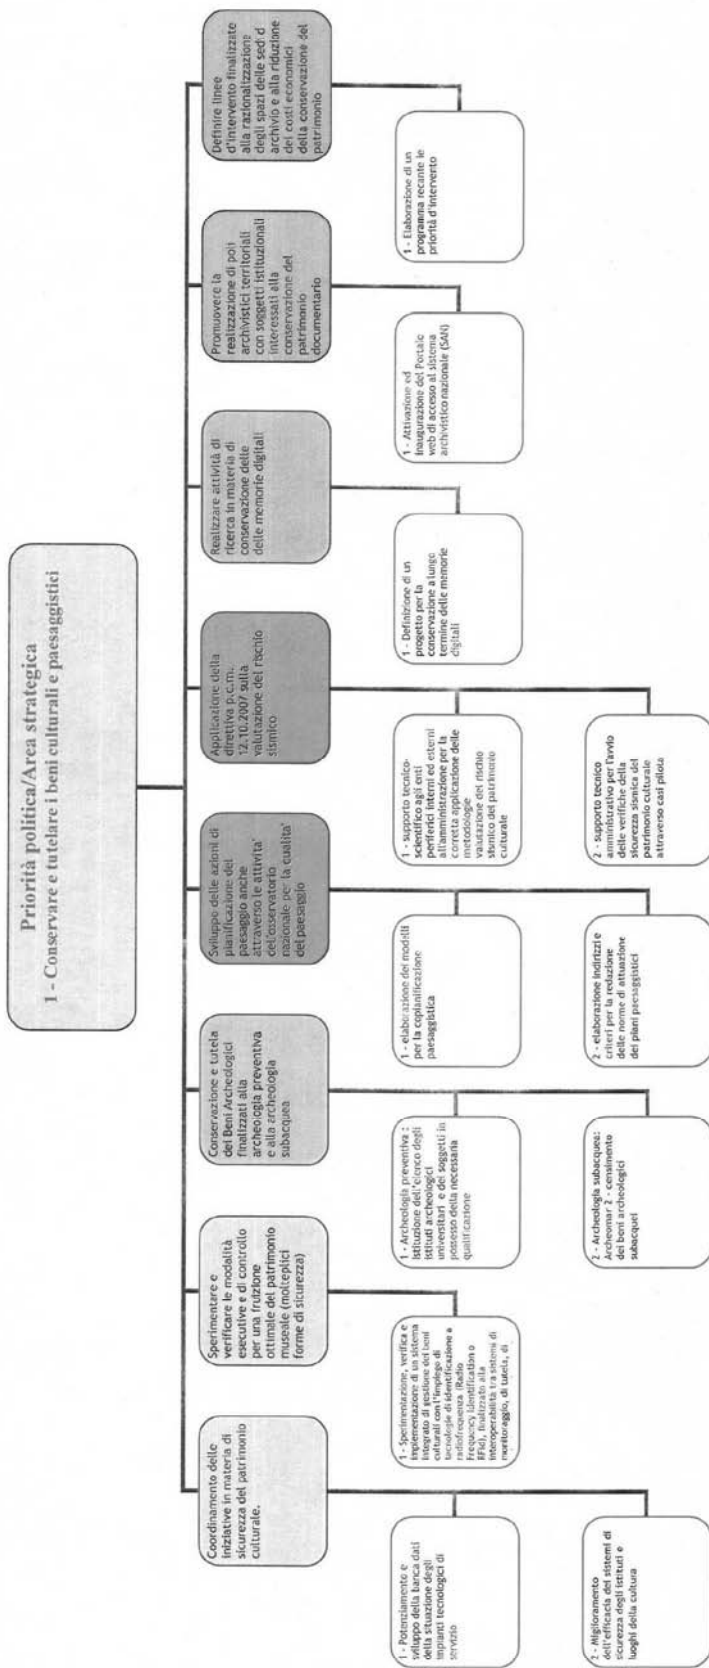 Priorità politica/Area strategica
1 - Conservare e tutelare i beni culturali e paesaggistici
Coordinamento delle
iniziative in materia di
sicurezza del patrimonio
culturale.
1 - Potenziamento e
sviluppo della banca dati
della situazione degli
impianti tecnologici di
servizio
2 - Miglioramento
dell'efficacia dei sistemi di
sicurezza degli istituti e
luoghi della cultura
Sperimentare e
verificare le modalità
esecutive e di controllo
per una fruizione
ottimale del patrimonio
museale (molteplici
forme di sicurezza)
1 - Sperimentazione, verifica e
implementazione di un sistema
integrato di gestione dei beni
culturali con l'impiego di
tecnologie di identificazione a
radiofrequenza (Radio
Frequency Identification o
RFid), finalizzato alla
interoperabilità tra sistemi di
monitoraggio, di tutela, di
Conservazione e tutela
dei Beni Archeologici
finalizzati alla
archeologia preventiva
e alla archeologia
subacquea
1 - Archeologia preventiva :
istituzione dell'elenco degli
istituti archeologici
universitari e dei soggetti in
possesso della necessaria
qualificazione
2 - Archeologia subacquea:
Archeomar 2 - censimento
dei beni archeologici
subacquei
Sviluppo delle azioni di
pianificazione del
paesaggio anche
attraverso le attivita'
del'osservatorio
nazionale per la qualita'
del paesaggio
1 - elaborazione dei modelli
per la copianificazione
paesaggistica
2 - elaborazione indirizzi e
criteri per la redazione
delle norme di attuazione
dei piani paesaggistici
Applicazione della
direttiva p.c.m.
12.10.2007 sulla
valutazione del rischio
sismico
1 - supporto tecnico-
scientifico agli enti
periferici interni ed esterni
all'amministrazione per la
corretta applicazione delle
metodologie
valutazione del rischio
sismico del patrimonio
culturale
2 - supporto tecnico
amministrativo per l'avvio
delle verifiche della
sicurezza sismica del
patrimonio culturale
attraverso casi pilota
Realizzare attività di
ricerca in materia di
conservazione delle
delle memorie digitali
1 - Definizione di un
progetto per la
conservazione a lungo
termine delle memorie
digitali
Promuovere la
realizzazione di poli
archivistici territoriali
con soggetti istituzionali
interessati alla
conservazione del
patrimonio
documentario
1 - Attivazione ed
inaugurazione del Portale
web di accesso al sistema
archivistico nazionale (SAN)
Definire linee
d'intervento finalizzate
alla razionalizzazione
degli spazi delle sedi d
archivio e alla riduzione
dei costi economici
della conservazione del
patrimonio
1 - Elaborazione di un
programma recante le
priorità d'intervento